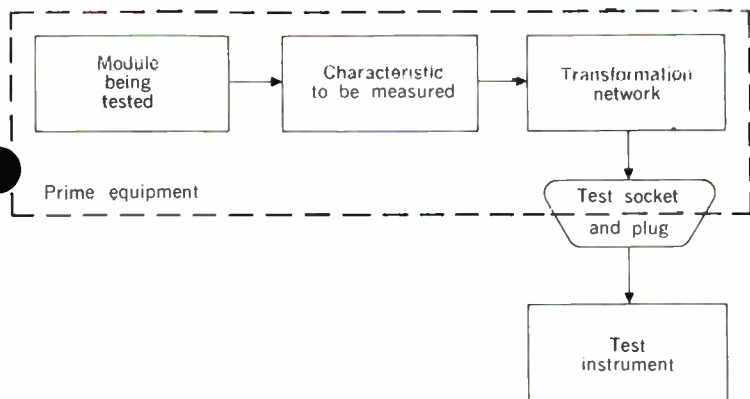 Module
being
tested
Characteristic
to be measured
Transformation
network
Prime equipment
Test socket
and plug
Test
instrument